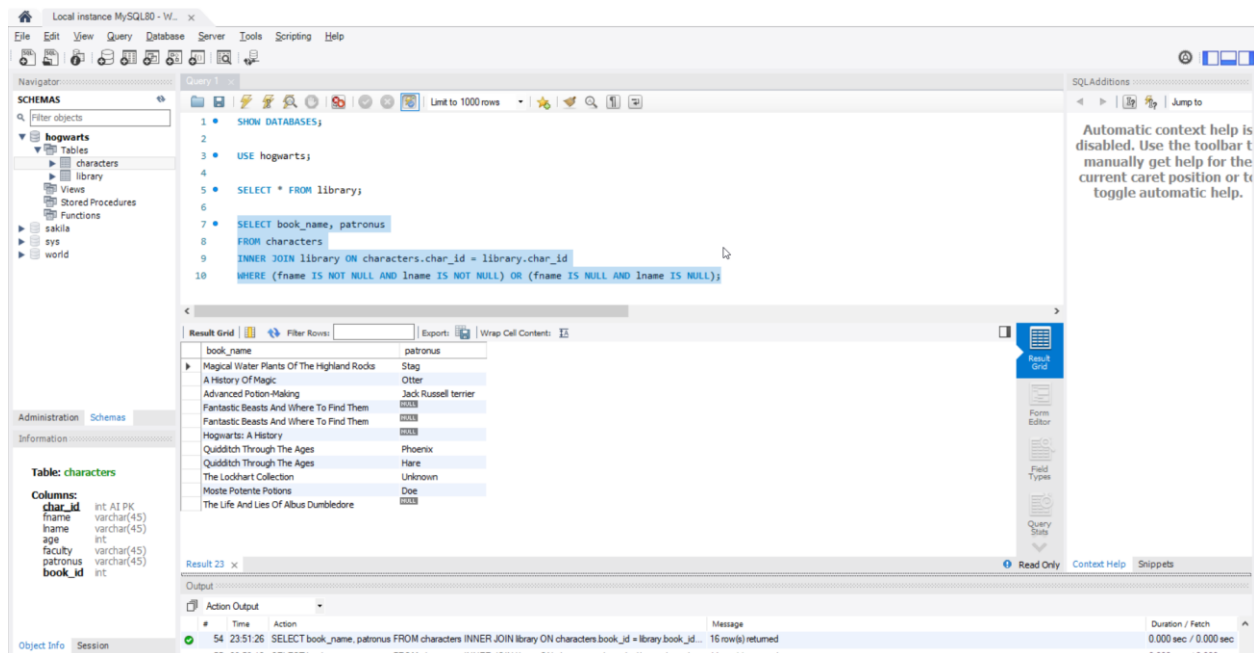 Local instance MySQL80 - W...
File Edit View Query Database Server Tools Scripting Help
Navigator
SCHEMAS
Filter objects
hogwarts
Tables
characters
library
Views
Stored Procedures
Functions
sakila
sys
world
Administration Schemas
Information
Table: characters
Columns:
char_id int AI PK
fname varchar(45)
lname varchar(45)
age int
faculty varchar(45)
patronus varchar(45)
book_id int
Object Info Session
Query 1
Limit to 1000 rows
1 SHOW DATABASES;
2
3 USE hogwarts;
4
5 SELECT * FROM library;
6
7 SELECT book_name, patronus
8 FROM characters
9 INNER JOIN library ON characters.char_id = library.char_id
10 WHERE (fname IS NOT NULL AND lname IS NOT NULL) OR (fname IS NULL AND lname IS NULL);
Result Grid Filter Rows: Export: Wrap Cell Content:
book_name patronus
Magical Water Plants Of The Highland Rocks Stag
A History Of Magic Otter
Advanced Potion-Making Jack Russell terrier
Fantastic Beasts And Where To Find Them NULL
Fantastic Beasts And Where To Find Them NULL
Hogwarts: A History NULL
Quidditch Through The Ages Phoenix
Quidditch Through The Ages Hare
The Lockhart Collection Unknown
Moste Potente Potions Doe
The Life And Lies Of Albus Dumbledore NULL
Result Grid
Form Editor
Field Types
Query Stats
Result 23
Read Only
Output
Action Output
# Time Action Message Duration / Fetch
54 23:51:26 SELECT book_name, patronus FROM characters INNER JOIN library ON characters.book_id = library.book_id... 16 row(s) returned 0.000 sec / 0.000 sec
SQLAdditions
Jump to
Automatic context help is
disabled. Use the toolbar t
manually get help for the
current caret position or to
toggle automatic help.
Context Help Snippets